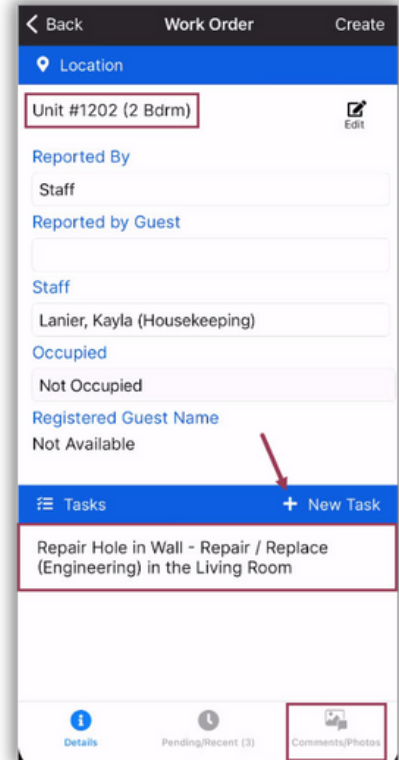 Back Work Order Create
Location
Unit #1202 (2 Bdrm)
Edit
Reported By
Staff
Reported by Guest
Staff
Lanier, Kayla (Housekeeping)
Occupied
Not Occupied
Registered Guest Name
Not Available
Tasks + New Task
Repair Hole in Wall - Repair / Replace
(Engineering) in the Living Room
Details Pending/Recent (3) Comments/Photos